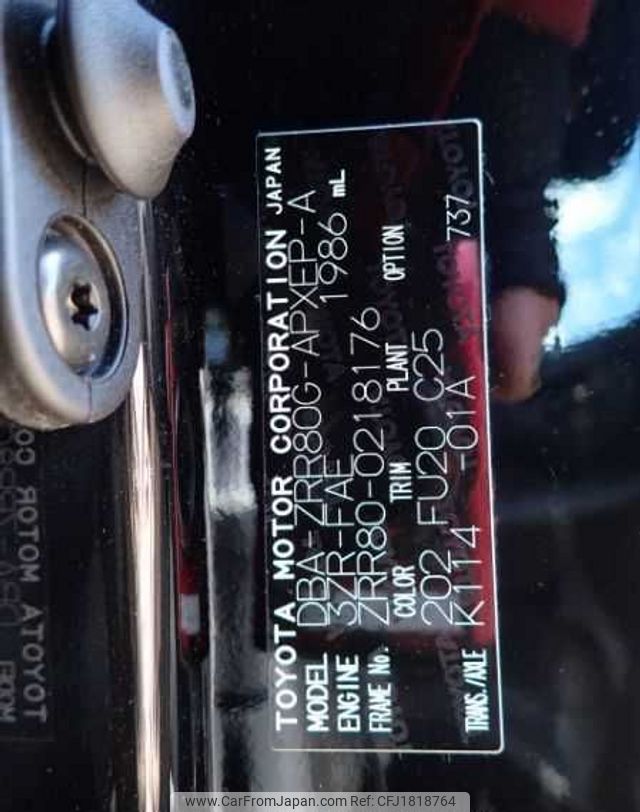 TOYOTA MOTOR CORPORATION JAPAN
MODEL DBA-ZRR80G-APXEP-A
ENGINE 3ZR-FAE 1986 mL
FRAME No. ZRR80-0218176
COLOR TRIM PLANT OPTION
202 FU20 C25
TRANS./AXLE K114 -01A 737
www.CarFromJapan.com Ref: CFJ1818764